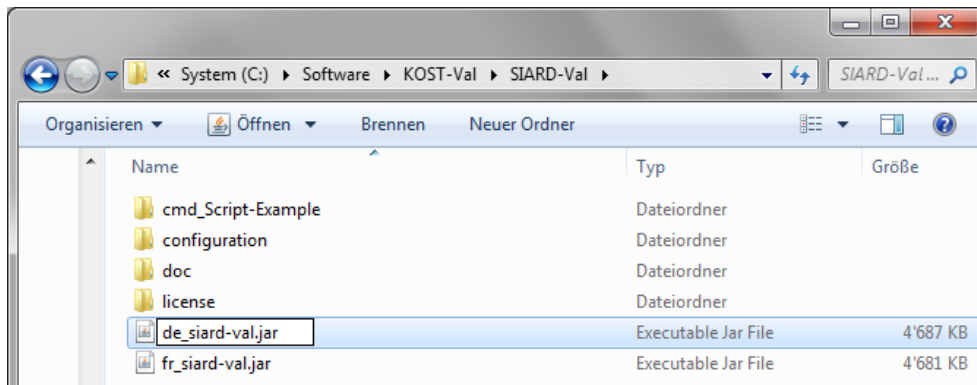 « System (C:) ▸ Software ▸ KOST-Val ▸ SIARD-Val ▸ SIARD-Val ...
Organisieren Öffnen Brennen Neuer Ordner
Name Typ Größe
cmd_Script-Example Dateiordner
configuration Dateiordner
doc Dateiordner
license Dateiordner
de_siard-val.jar Executable Jar File 4'687 KB
fr_siard-val.jar Executable Jar File 4'681 KB